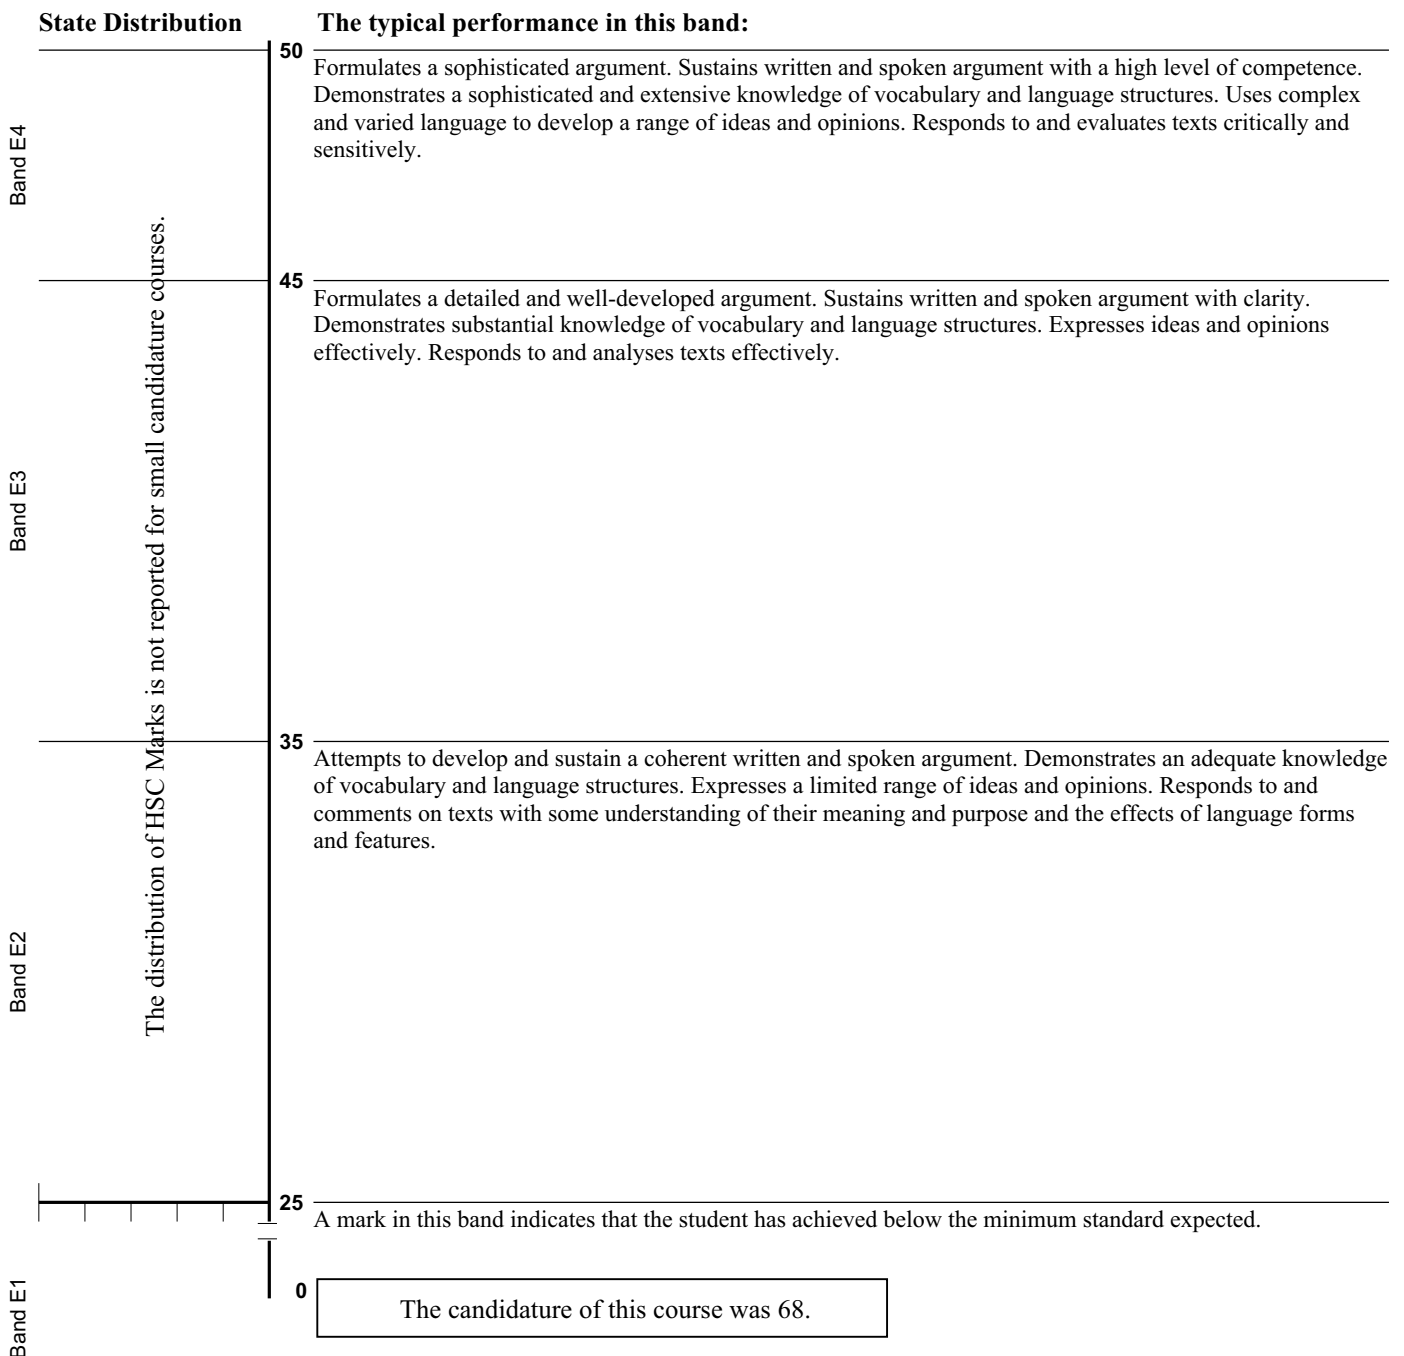 State Distribution
The typical performance in this band:
50
Formulates a sophisticated argument. Sustains written and spoken argument with a high level of competence.
Demonstrates a sophisticated and extensive knowledge of vocabulary and language structures. Uses complex
and varied language to develop a range of ideas and opinions. Responds to and evaluates texts critically and
sensitively.
Band E4
45
Formulates a detailed and well-developed argument. Sustains written and spoken argument with clarity.
Demonstrates substantial knowledge of vocabulary and language structures. Expresses ideas and opinions
effectively. Responds to and analyses texts effectively.
Band E3
The distribution of HSC Marks is not reported for small candidature courses.
35
Attempts to develop and sustain a coherent written and spoken argument. Demonstrates an adequate knowledge
of vocabulary and language structures. Expresses a limited range of ideas and opinions. Responds to and
comments on texts with some understanding of their meaning and purpose and the effects of language forms
and features.
Band E2
25
A mark in this band indicates that the student has achieved below the minimum standard expected.
0
Band E1
The candidature of this course was 68.